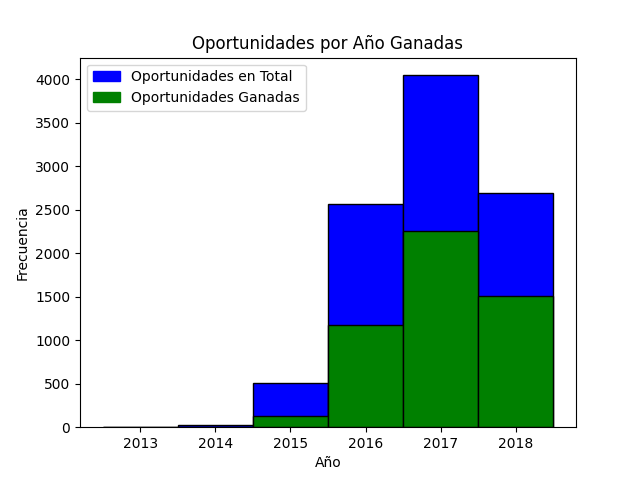 Oportunidades por Año Ganadas
Oportunidades en Total
Oportunidades Ganadas
4000
3500
3000
2500
2000
1500
1000
500
0
Frecuencia
2013 2014 2015 2016 2017 2018
Año